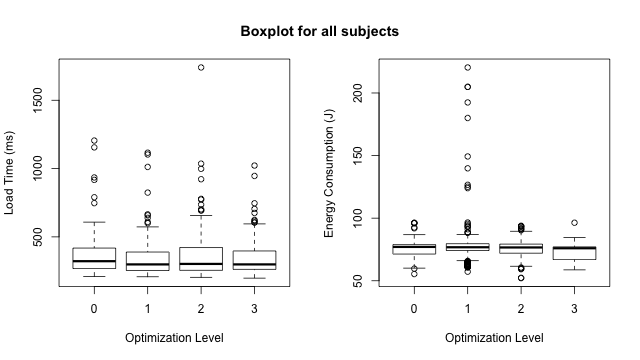 Boxplot for all subjects
Load Time (ms)
1500
1000
500
0 1 2 3
Optimization Level
Energy Consumption (J)
200
150
100
50
0 1 2 3
Optimization Level